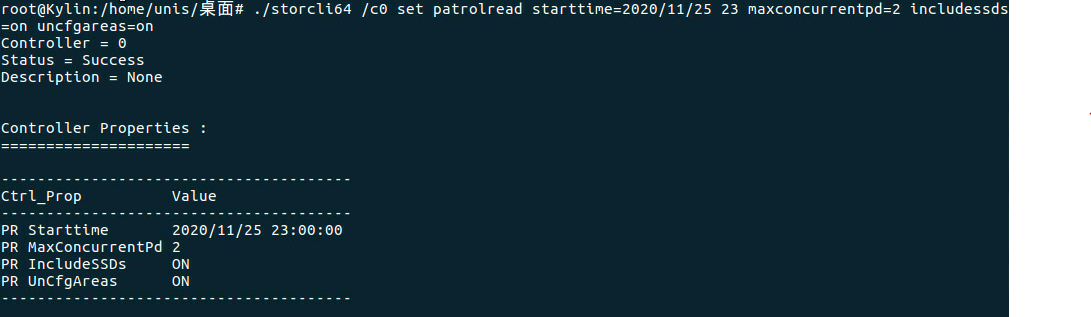 root@Kylin:/home/unis/桌面# ./storcli64 /c0 set patrolread starttime=2020/11/25 23 maxconcurrentpd=2 includessds
=on uncfgareas=on
Controller = 0
Status = Success
Description = None
Controller Properties :
=====================
---------------------------------------
Ctrl_Prop          Value
---------------------------------------
PR Starttime       2020/11/25 23:00:00
PR MaxConcurrentPd 2
PR IncludeSSDs     ON
PR UnCfgAreas      ON
---------------------------------------